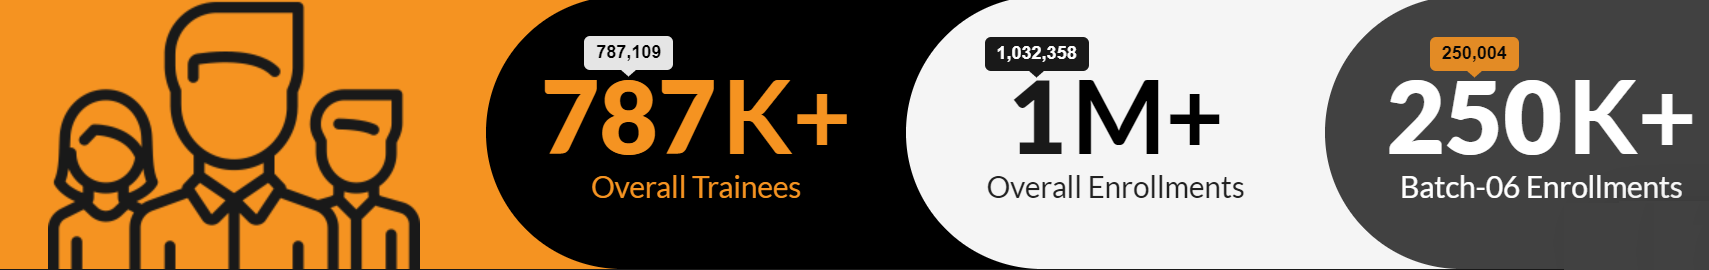 787,109
787K+
Overall Trainees
1,032,358
1M+
Overall Enrollments
250,004
250K+
Batch-06 Enrollments